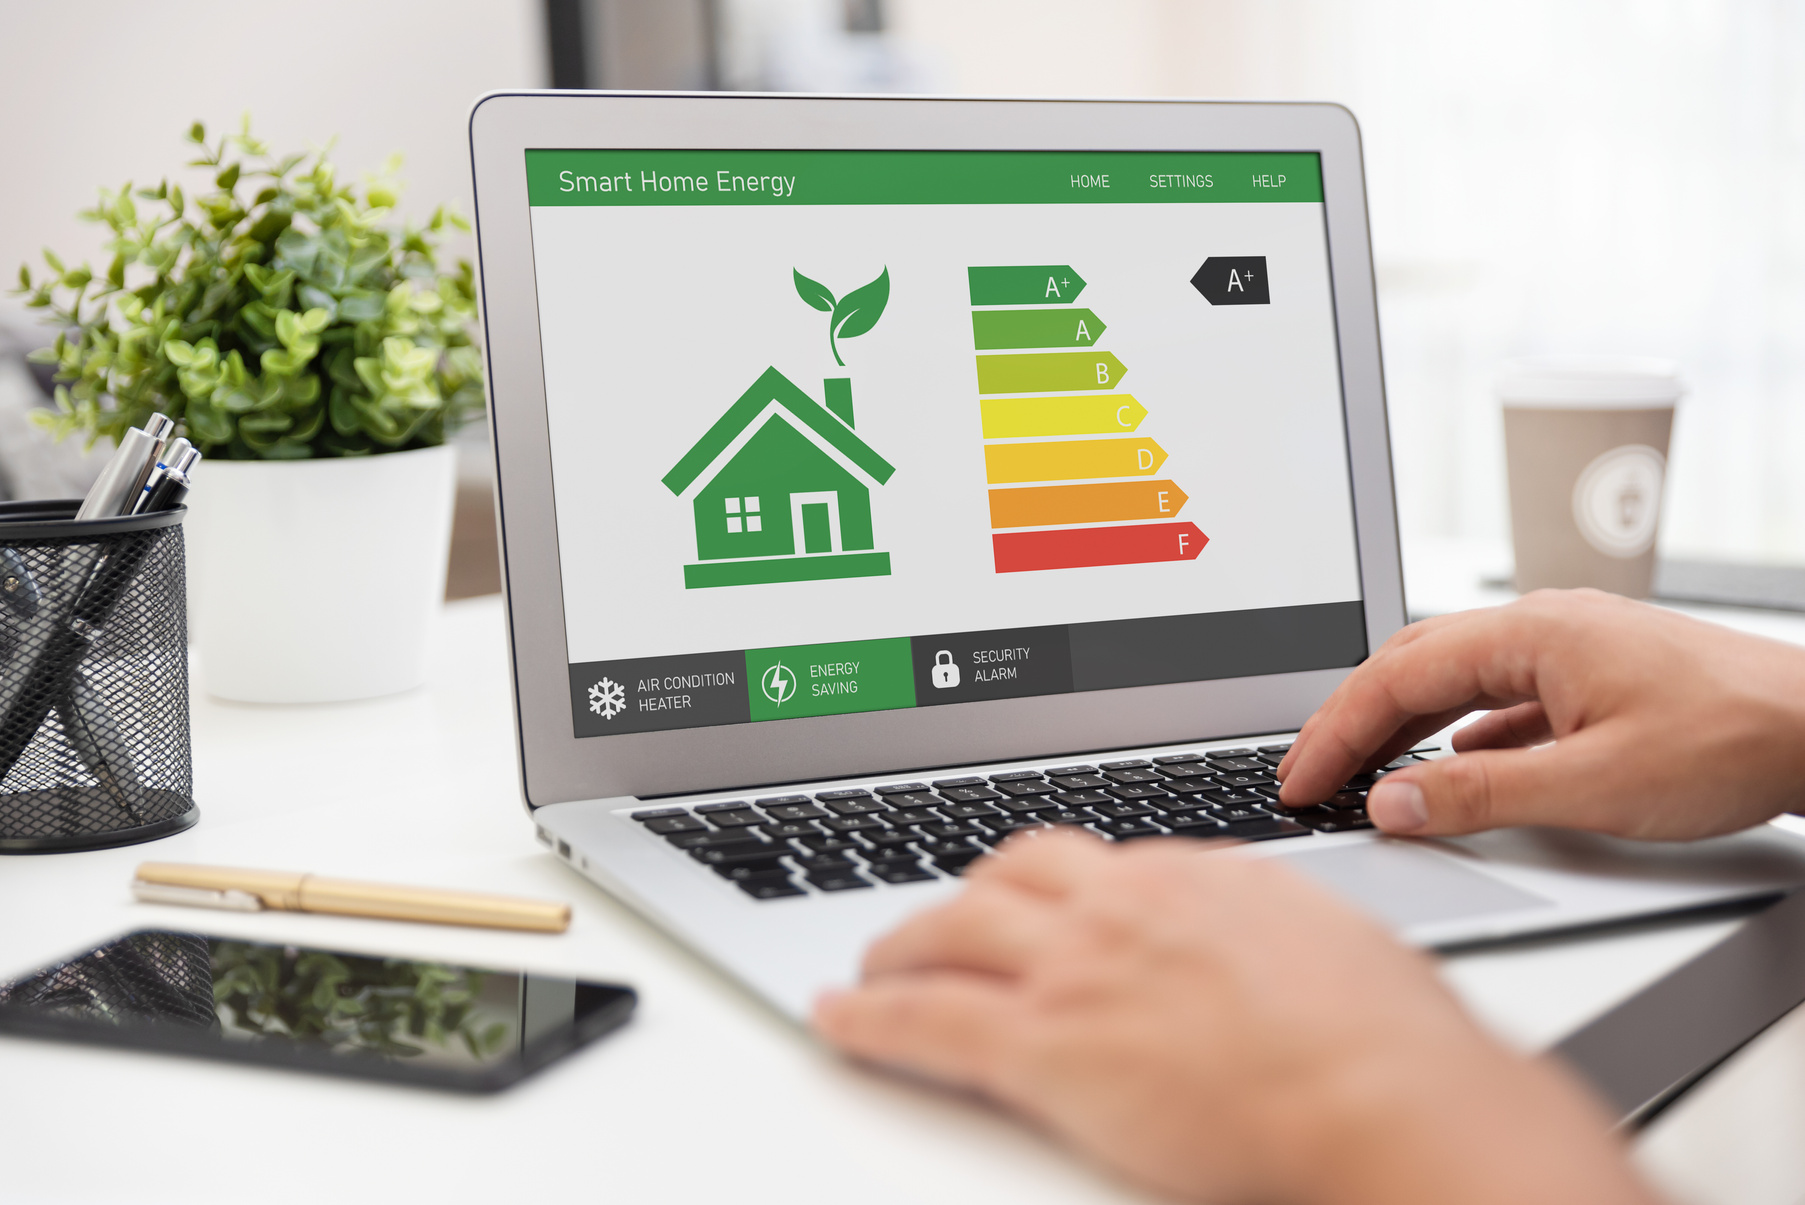 Smart Home Energy
HOME SETTINGS HELP
A+
A+
A
B
C
D
E
F
AIR CONDITION
HEATER
ENERGY
SAVING
SECURITY
ALARM